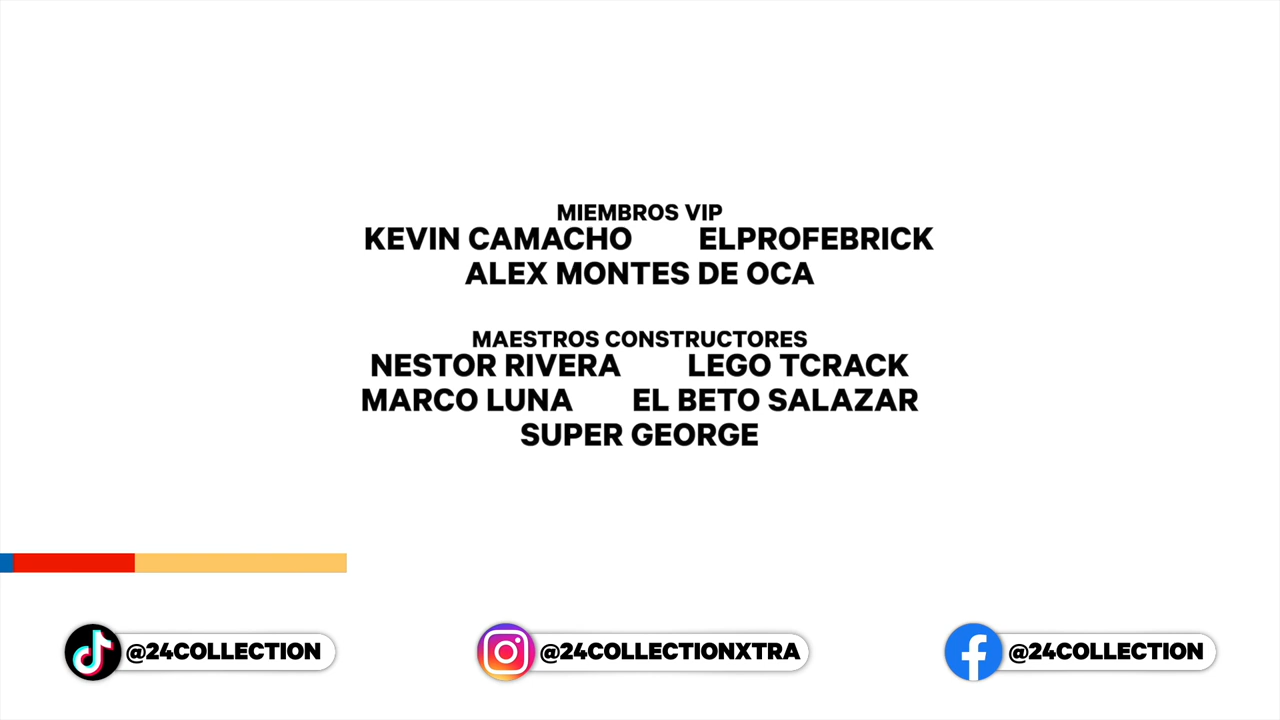 MIEMBROS VIP
KEVIN CAMACHO ELPROFEBRICK
ALEX MONTES DE OCA
MAESTROS CONSTRUCTORES
NESTOR RIVERA LEGO TCRACK
MARCO LUNA EL BETO SALAZAR
SUPER GEORGE
@24COLLECTION @24COLLECTIONXTRA @24COLLECTION